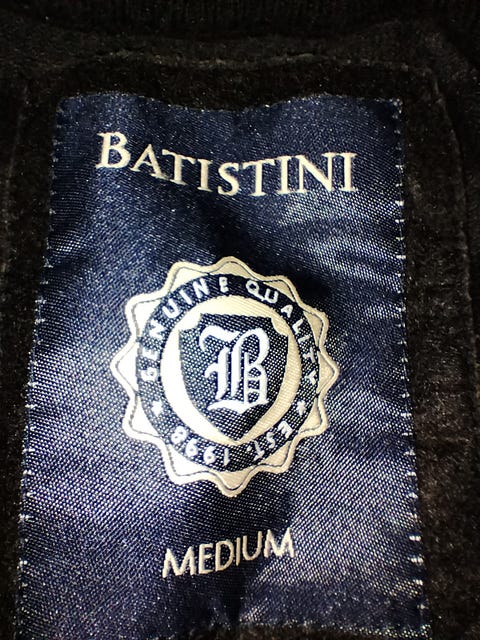 BATISTINI
GENUINE QUALITY
B
EST. 1998
MEDIUM